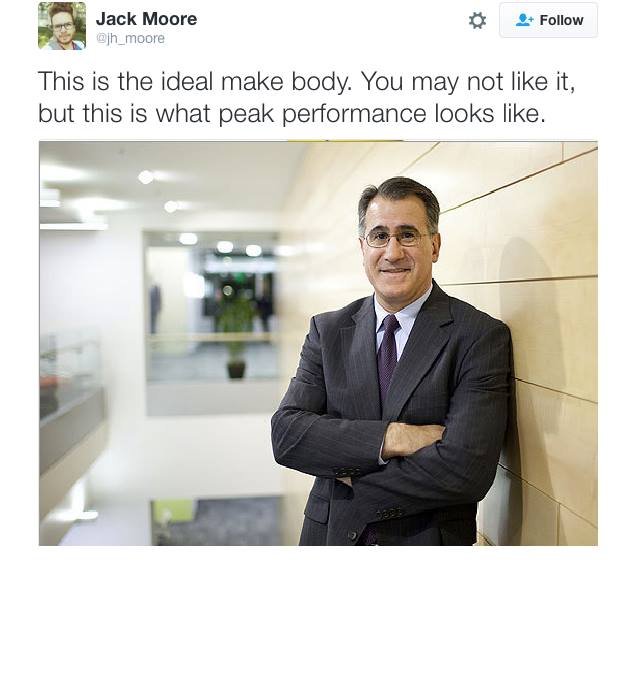 Jack Moore
@jh_moore
Follow
This is the ideal make body. You may not like it,
but this is what peak performance looks like.